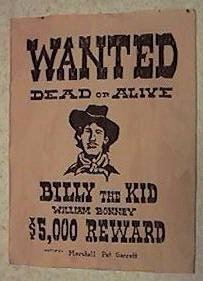 WANTED
DEAD OR ALIVE
BILLY THE KID
WILLIAM BONNEY
$5,000 REWARD
Marshall Pat Garrett